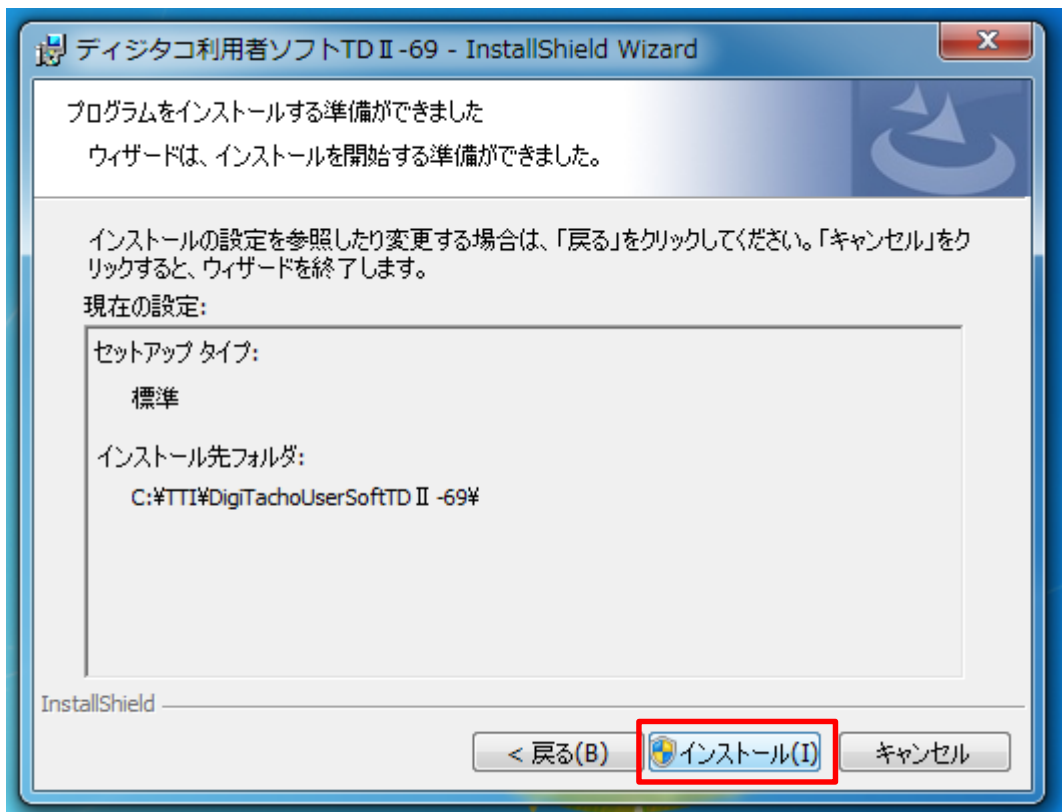 ディジタコ利用者ソフトTDⅡ-69 - InstallShield Wizard
プログラムをインストールする準備ができました
ウィザードは、インストールを開始する準備ができました。
インストールの設定を参照したり変更する場合は、「戻る」をクリックしてください。「キャンセル」をク
リックすると、ウィザードを終了します。
現在の設定:
セットアップ タイプ:
標準
インストール先フォルダ:
C:¥TTI¥DigiTachoUserSoftTDⅡ-69¥
InstallShield
< 戻る(B)
インストール(I)
キャンセル